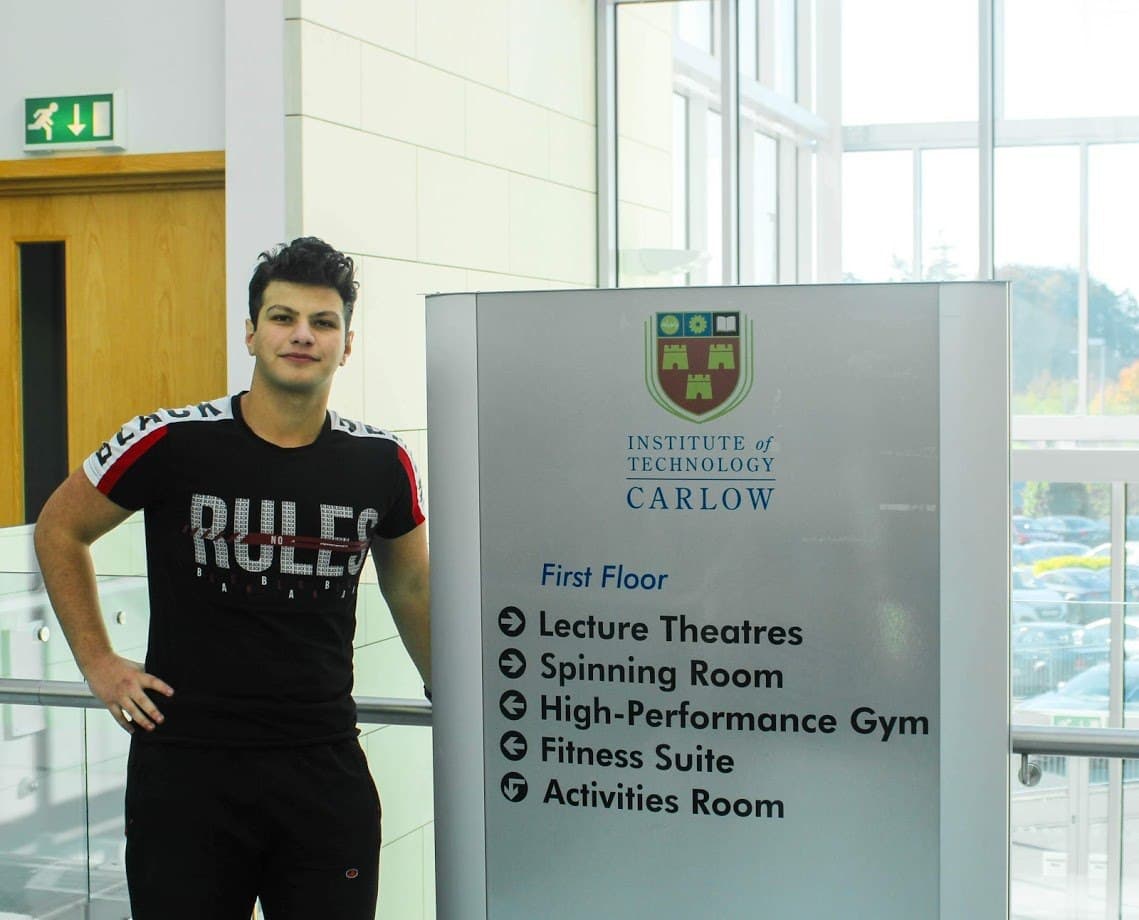 BLACK
RULES
NO
INSTITUTE of
TECHNOLOGY
CARLOW
First Floor
Lecture Theatres
Spinning Room
High-Performance Gym
Fitness Suite
Activities Room